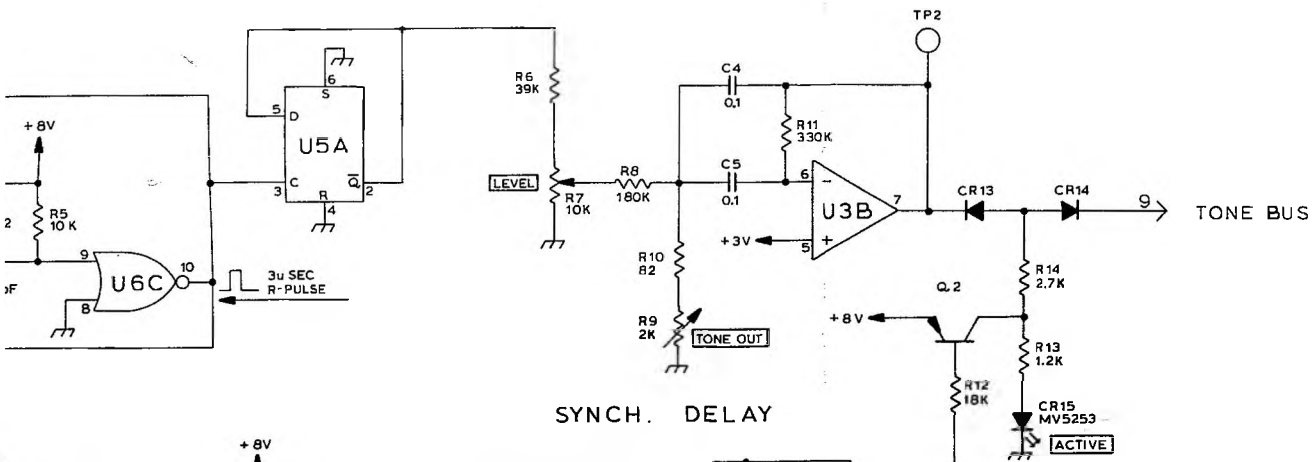 TP2
C4
0.1
R6
39K
6
S
5
D
+8V
R11
330K
U5A
C5
0.1
LEVEL
R8
180K
3
C
R
4
Q
2
R7
10K
6
-
U3B
7
CR13
CR14
9
TONE BUS
2
R5
10K
+3V
5
+
9
10
U6C
8
3u SEC
R-PULSE
R10
82
R14
2.7K
Q2
+8V
R9
2K
TONE OUT
R13
1.2K
R12
18K
SYNCH. DELAY
CR15
MV5253
ACTIVE
+8V